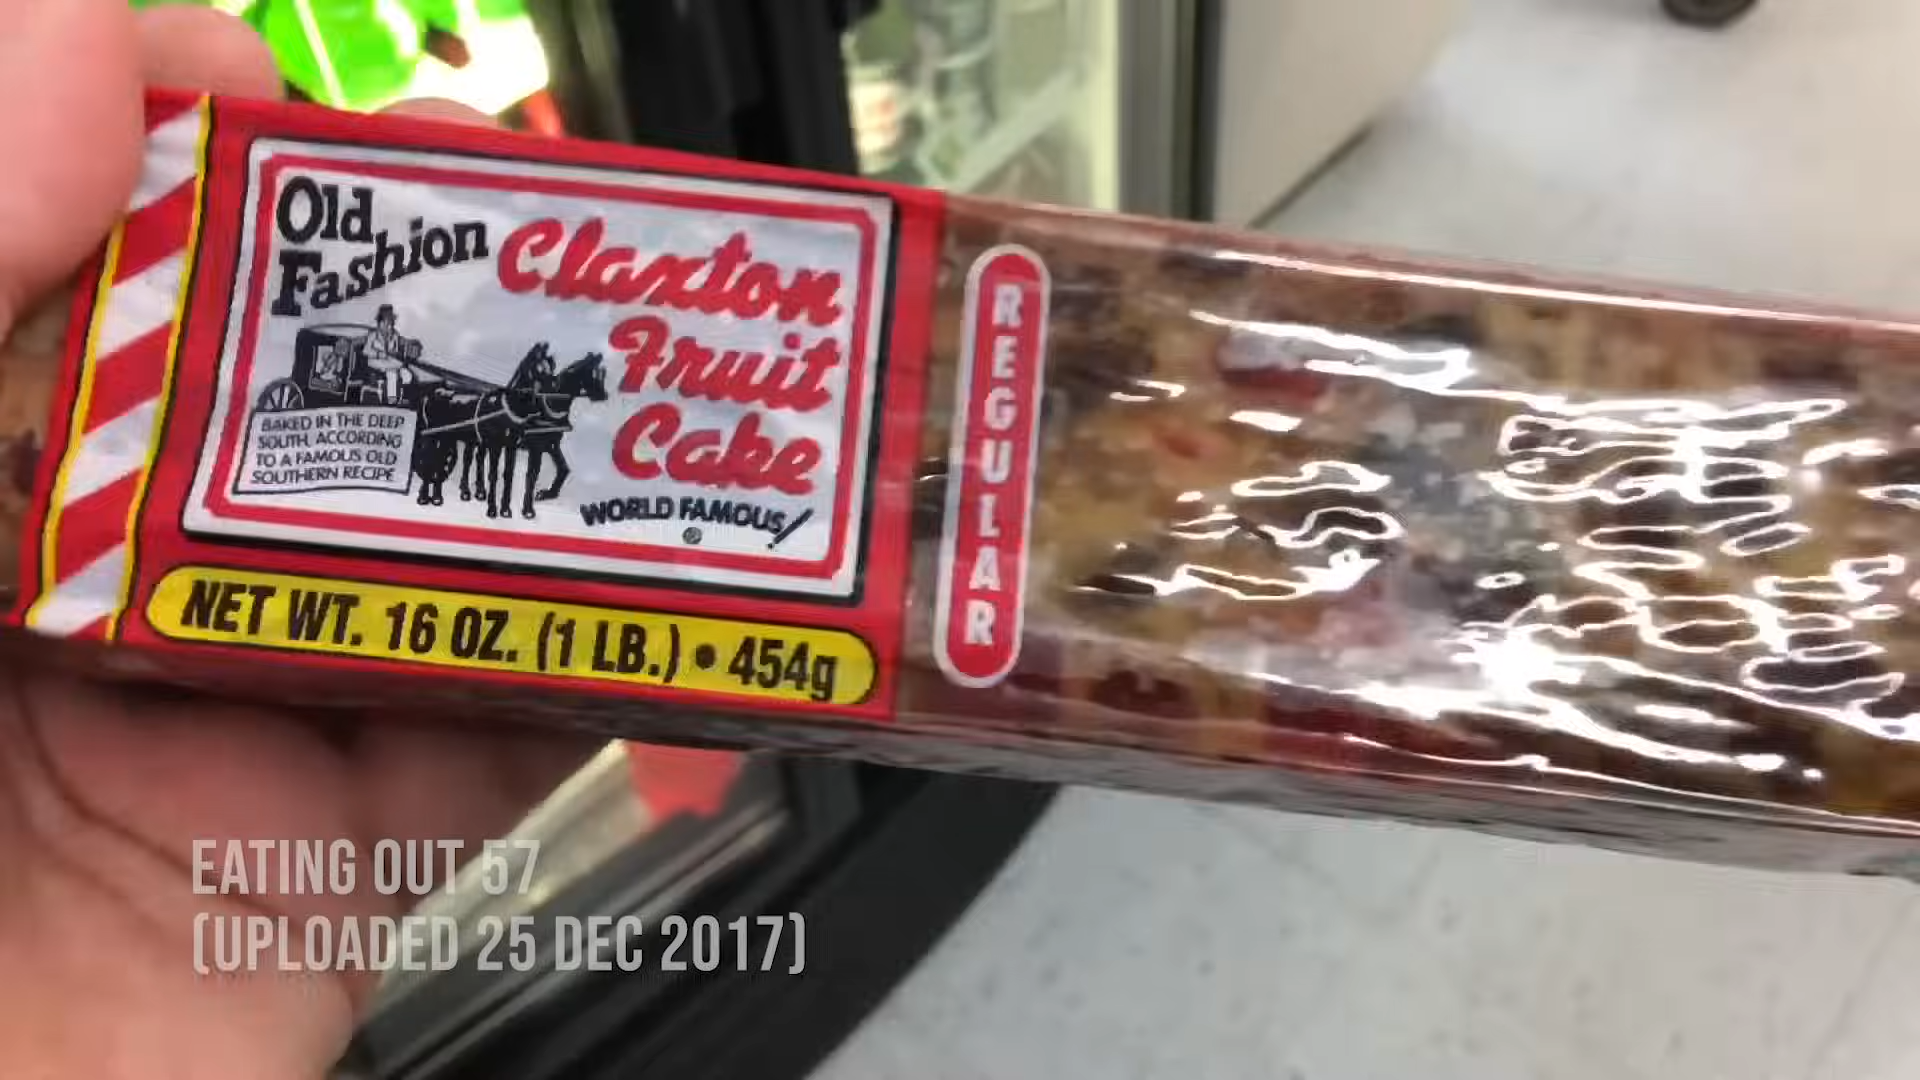 Old
Fashion
Claxton
Fruit
Cake
BAKED IN THE DEEP
SOUTH, ACCORDING
TO A FAMOUS OLD
SOUTHERN RECIPE
WORLD FAMOUS!
®
NET WT. 16 OZ. (1 LB.) • 454g
REGULAR
EATING OUT 57
(UPLOADED 25 DEC 2017)